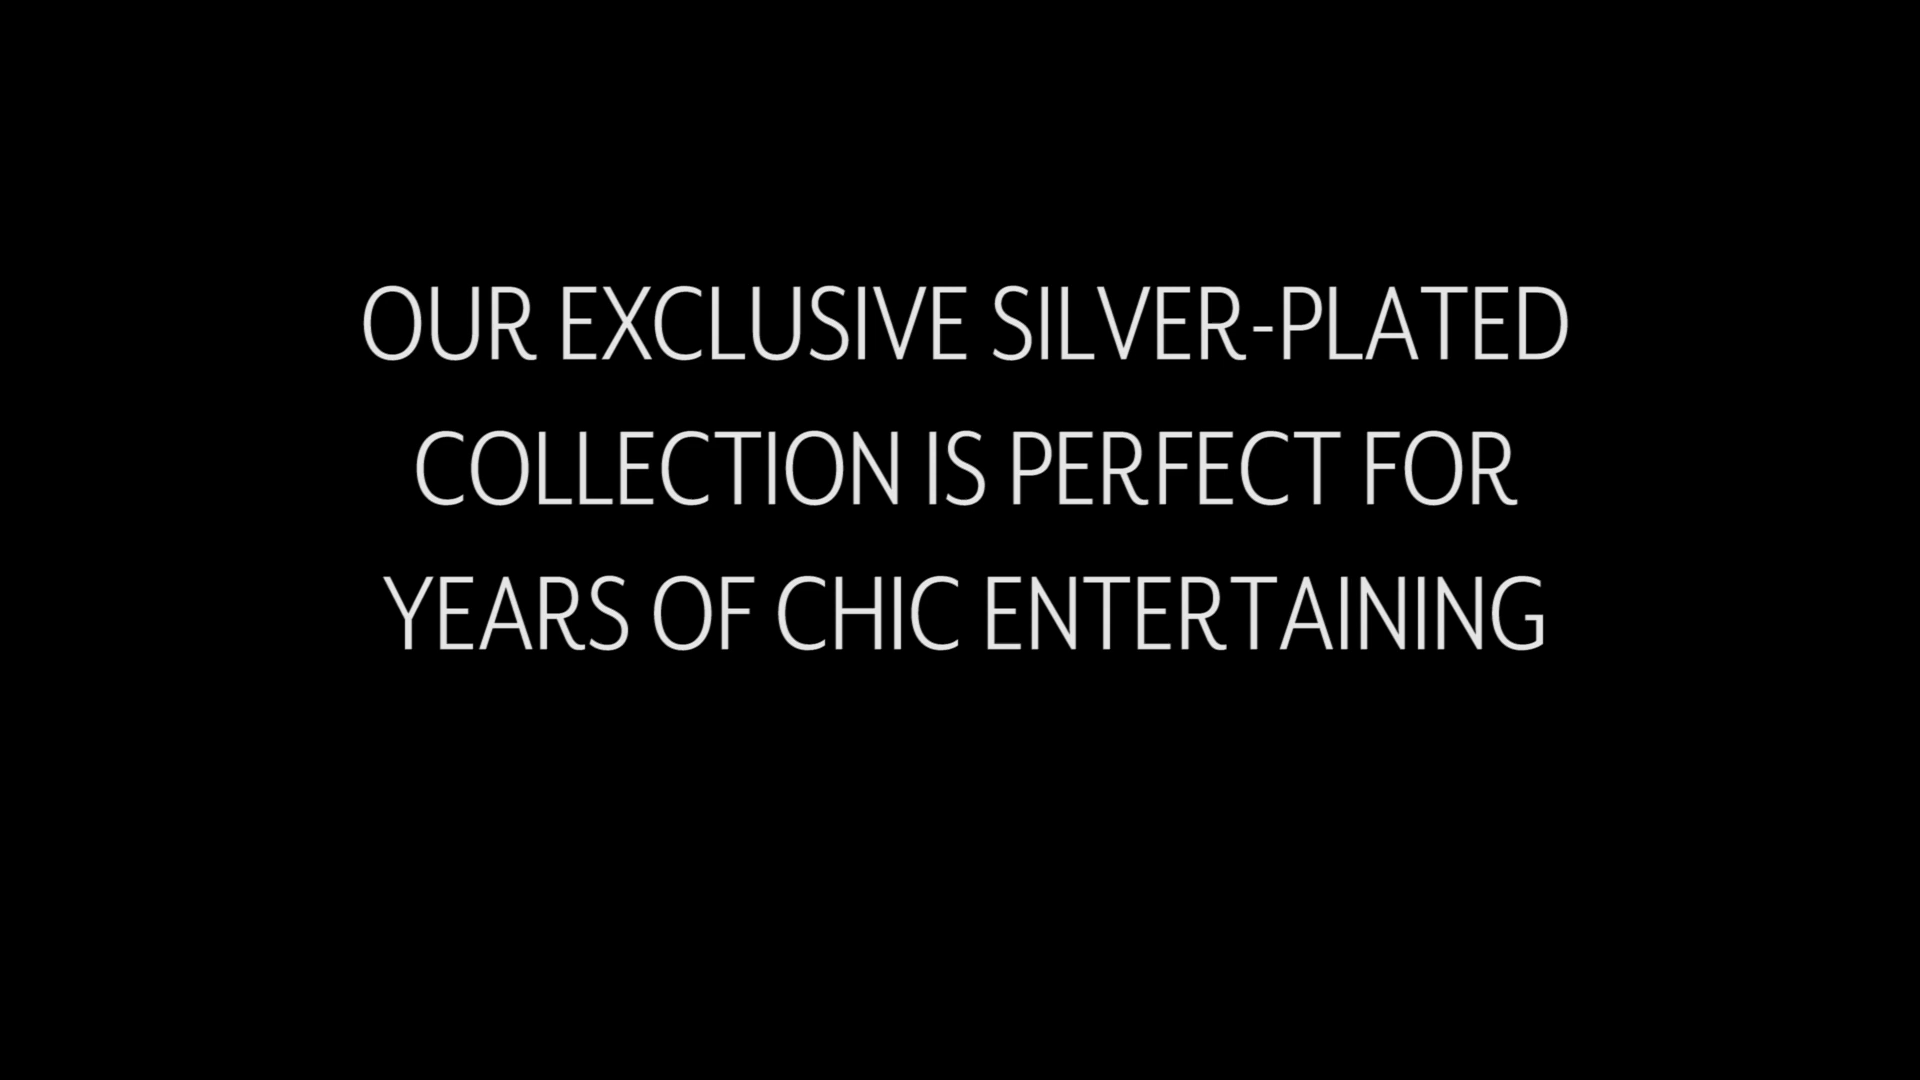 OUR EXCLUSIVE SILVER-PLATED
COLLECTION IS PERFECT FOR
YEARS OF CHIC ENTERTAINING